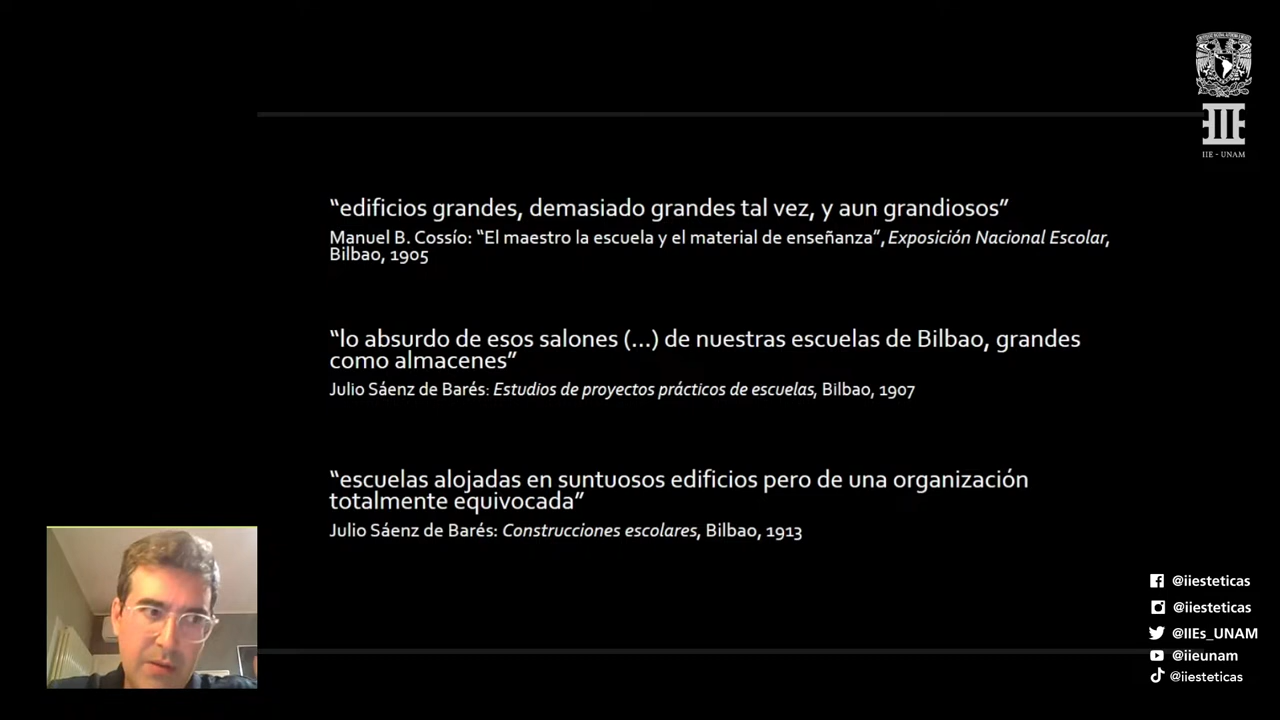 IIE - UNAM
“edificios grandes, demasiado grandes tal vez, y aun grandiosos”
Manuel B. Cossío: “El maestro la escuela y el material de enseñanza”, Exposición Nacional Escolar,
Bilbao, 1905
“lo absurdo de esos salones (...) de nuestras escuelas de Bilbao, grandes
como almacenes”
Julio Sáenz de Barés: Estudios de proyectos prácticos de escuelas, Bilbao, 1907
“escuelas alojadas en suntuosos edificios pero de una organización
totalmente equivocada”
Julio Sáenz de Barés: Construcciones escolares, Bilbao, 1913
@iiesteticas
@iiesteticas
@IIEs_UNAM
@iieunam
@iiesteticas